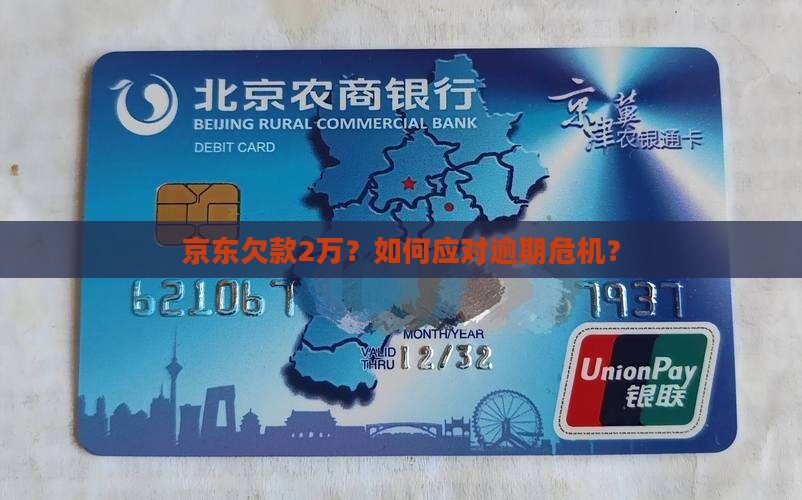 北京农商银行
BEIJING RURAL COMMERCIAL BANK
DEBIT CARD
京津冀
农银通卡
京东欠款2万？如何应对逾期危机？
621067
7937
MONTH/YEAR
VALID
THRU 12/32
UnionPay
银联